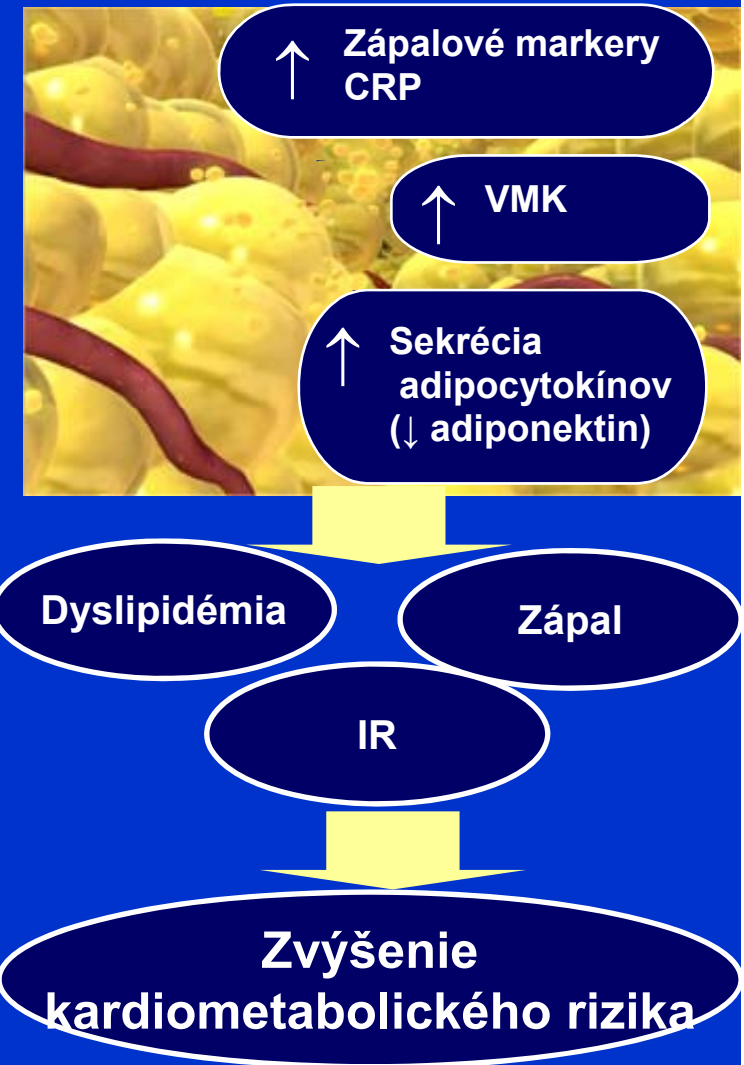 ↑ Zápalové markery
CRP
↑ VMK
↑ Sekrécia
adipocytokínov
(↓ adiponektin)
Dyslipidémia
Zápal
IR
Zvýšenie
kardiometabolického rizika